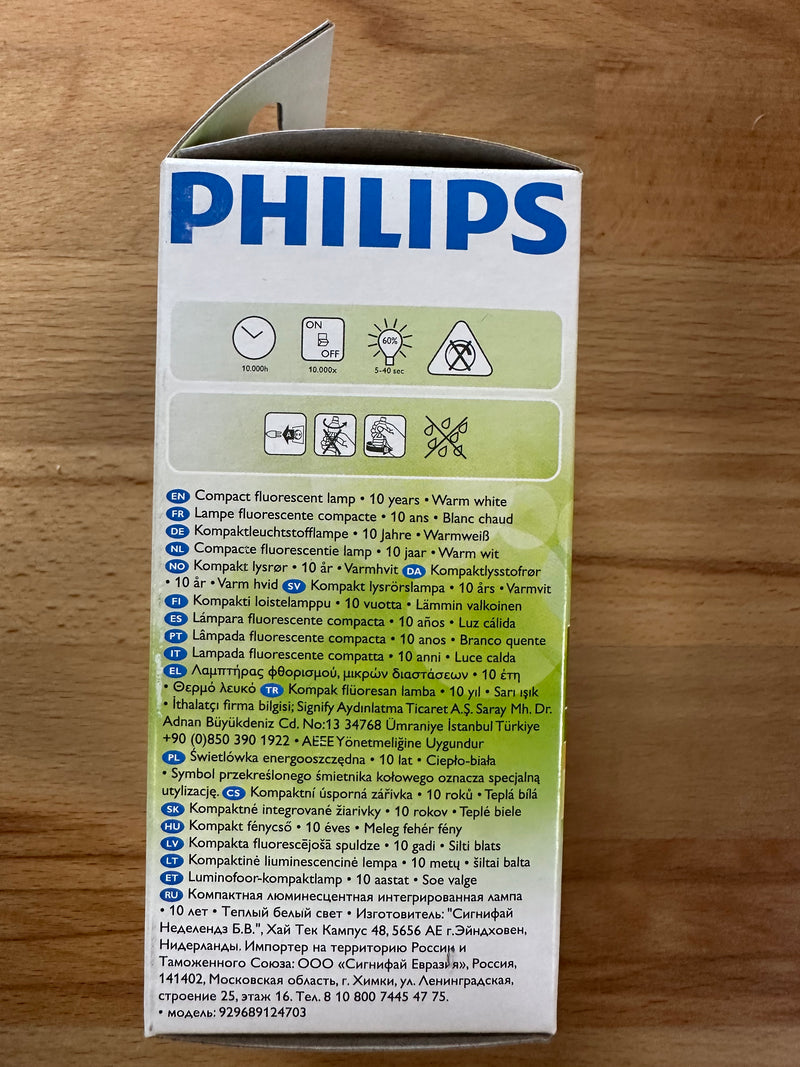 PHILIPS
10.000h
ON
OFF
10.000x
60%
5-40 sec
A
EN Compact fluorescent lamp • 10 years • Warm white
FR Lampe fluorescente compacte • 10 ans • Blanc chaud
DE Kompaktleuchtstofflampe • 10 Jahre • Warmweiß
NL Compacte fluorescentie lamp • 10 jaar • Warm wit
NO Kompakt lysrør • 10 år • Varmhvit DA Kompaktlysstofrør
• 10 år • Varm hvid SV Kompakt lysrörslampa • 10 års • Varmvit
FI Kompakti loistelamppu • 10 vuotta • Lämmin valkoinen
ES Lámpara fluorescente compacta • 10 años • Luz cálida
PT Lâmpada fluorescente compacta • 10 anos • Branco quente
IT Lampada fluorescente compatta • 10 anni • Luce calda
EL Λαμπτήρας φθορισμού, μικρών διαστάσεων • 10 έτη
• Θερμό λευκό TR Kompak flüoresan lamba • 10 yıl • Sarı ışık
• İthalatçı firma bilgisi; Signify Aydınlatma Ticaret A.Ş. Saray Mh. Dr.
Adnan Büyükdeniz Cd. No:13 34768 Ümraniye İstanbul Türkiye
+90 (0)850 390 1922 • AEEE Yönetmeliğine Uygundur
PL Świetlówka energooszczędna • 10 lat • Ciepło-biała
• Symbol przekreślonego śmietnika kołowego oznacza specjalną
utylizację. CS Kompaktní úsporná zářivka • 10 roků • Teplá bílá
SK Kompaktné integrované žiarivky • 10 rokov • Teplé biele
HU Kompakt fénycső • 10 éves • Meleg fehér fény
LV Kompakta fluorescējošā spuldze • 10 gadi • Silti blats
LT Kompaktinė liuminescencinė lempa • 10 metų • šiltai balta
ET Luminofoor-kompaktlamp • 10 aastat • Soe valge
RU Компактная люминесцентная интегрированная лампа
• 10 лет • Теплый белый свет • Изготовитель: "Сигнифай
Неделендз Б.В.", Хай Тек Кампус 48, 5656 АЕ г.Эйндховен,
Нидерланды. Импортер на территорию России и
Таможенного Союза: ООО «Сигнифай Евразия», Россия,
141402, Московская область, г. Химки, ул. Ленинградская,
строение 25, этаж 16. Тел. 8 10 800 7445 47 75.
• модель: 929689124703